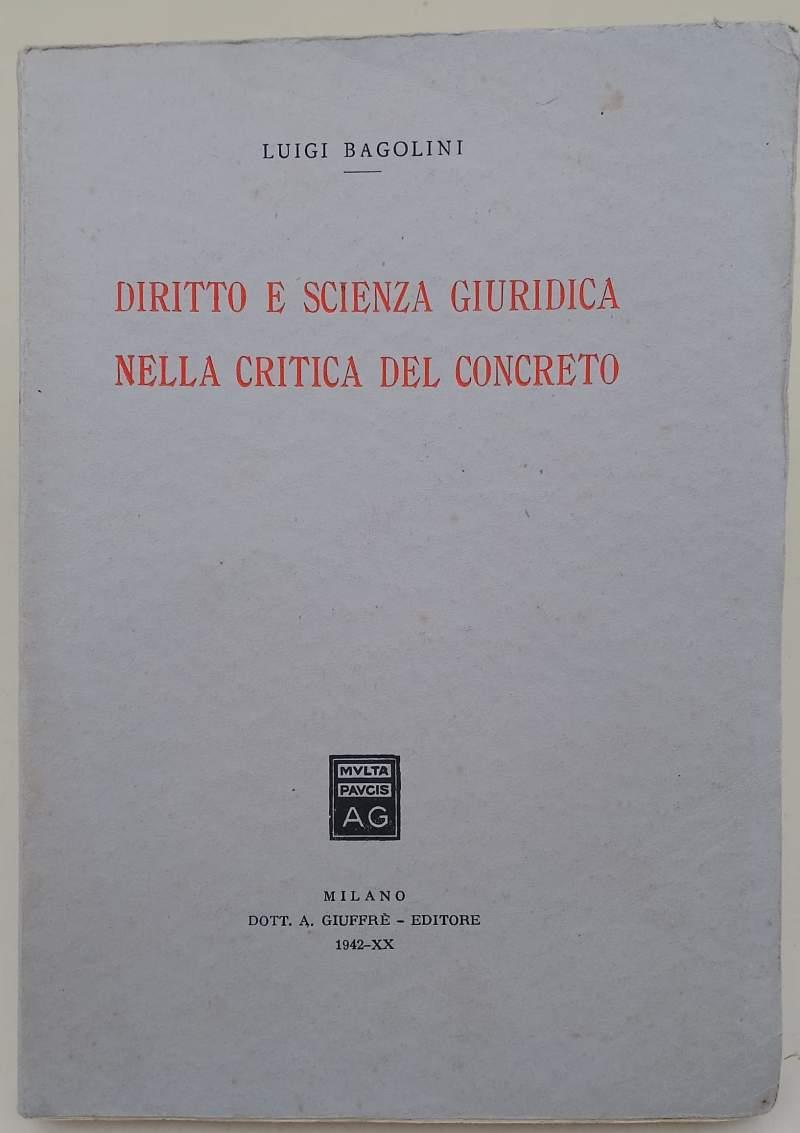 LUIGI BAGOLINI
DIRITTO E SCIENZA GIURIDICA
NELLA CRITICA DEL CONCRETO
MVLTA
PAVCIS
AG
MILANO
DOTT. A. GIUFFRÈ - EDITORE
1942-XX